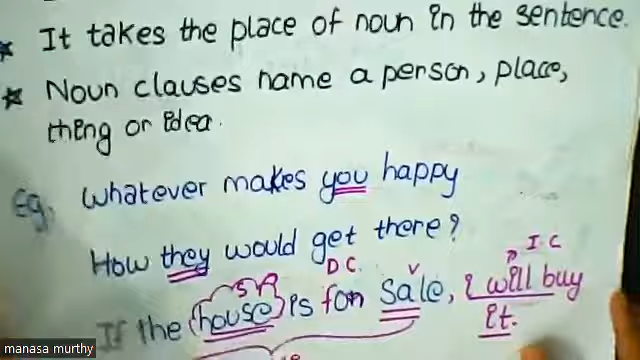 * It takes the place of noun in the sentence.
* Noun clauses name a person, place,
thing or idea.
Eg, Whatever makes you happy
How they would get there?
I.C
D.C. V
S
If the house is for sale, I will buy
it.
manasa murthy